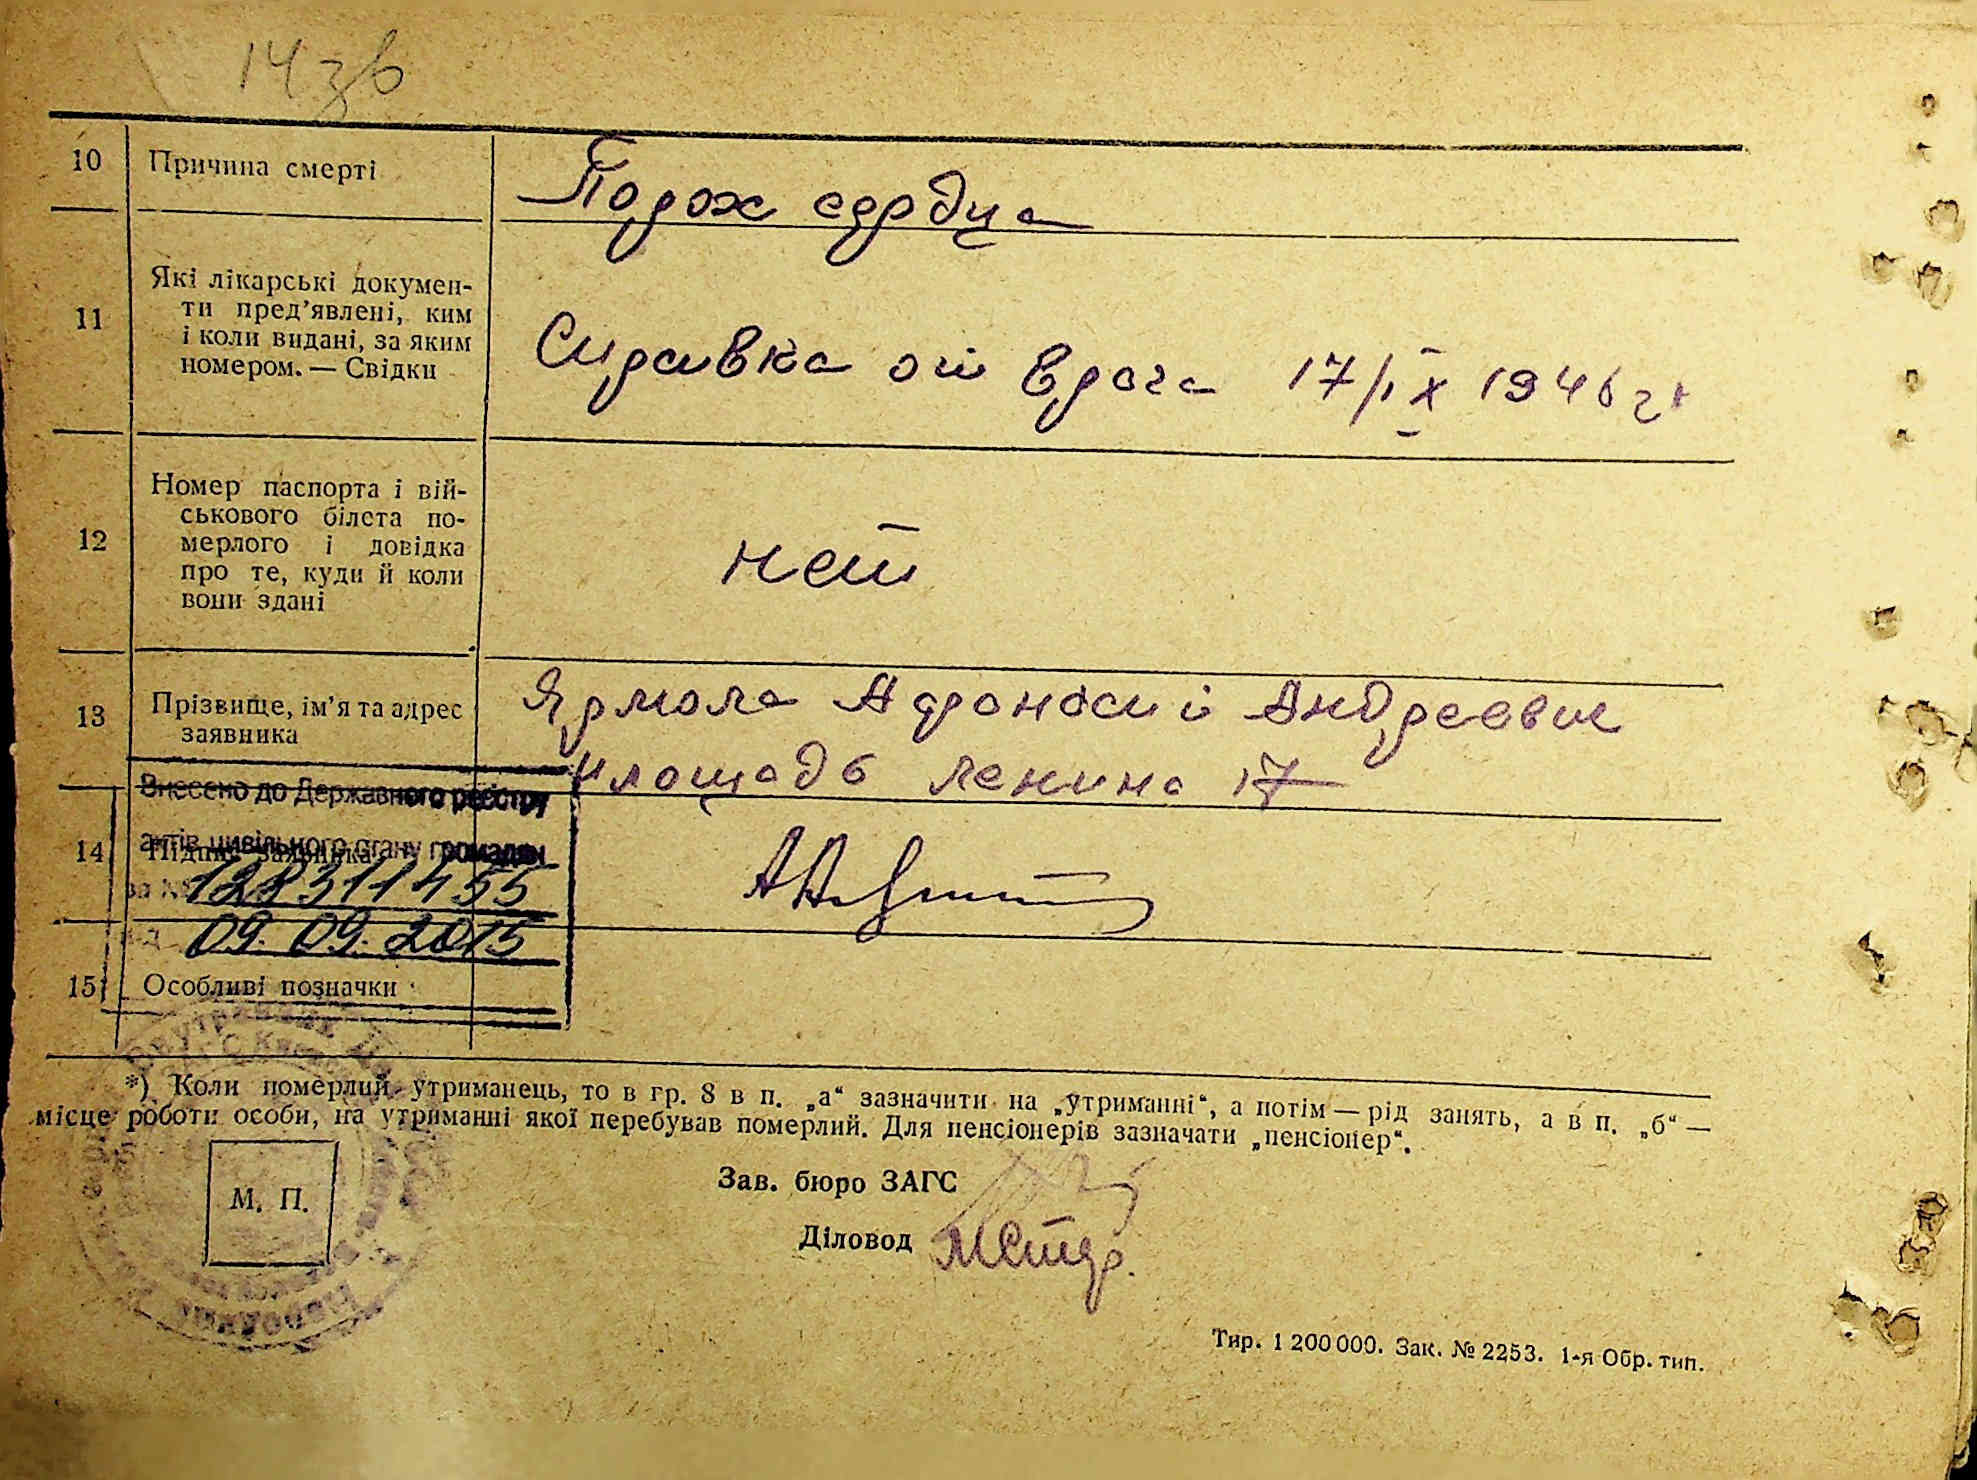 14 зв
10 Причина смерті
Порок сердца
11 Які лікарські докумен-
ти пред’явлені, ким
і коли видані, за яким
номером. — Свідки
Справка от врача 17/IX 1946 г.
12 Номер паспорта і вій-
ськового білета по-
мерлого і довідка
про те, куди й коли
вони здані
нет
13 Прізвище, ім’я та адрес
заявника
Ярмола Афонасий Андреевич
площадь Ленина 17
Внесено до Державного реєстру
актів цивільного стану громадян
14 Підпис заявника
за № 128311455
09.09.2015
15 Особливі позначки
*) Коли померлий утриманець, то в гр. 8 в п. „а“ зазначити на „утриманні“, а потім — рід занять, а в п. „б“ —
місце роботи особи, на утриманні якої перебував померлий. Для пенсіонерів зазначати „пенсіонер“.
М. П.
Зав. бюро ЗАГС
Діловод
Тир. 1 200 000. Зак. № 2253. 1-я Обр. тип.